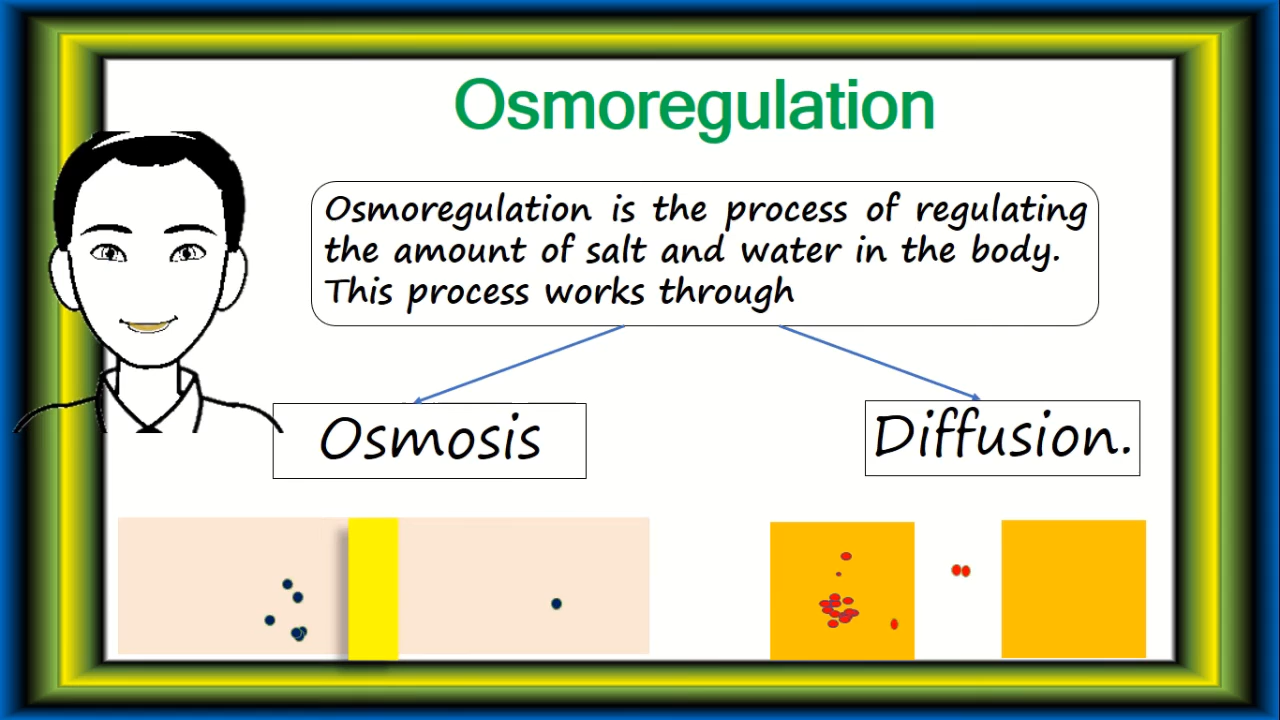 Osmoregulation
Osmoregulation is the process of regulating
the amount of salt and water in the body.
This process works through
Osmosis
Diffusion.